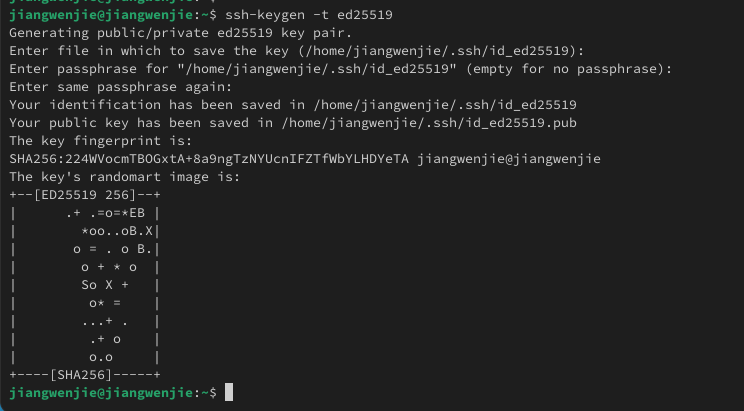 jiangwenjie@jiangwenjie:~$ ssh-keygen -t ed25519
Generating public/private ed25519 key pair.
Enter file in which to save the key (/home/jiangwenjie/.ssh/id_ed25519):
Enter passphrase for "/home/jiangwenjie/.ssh/id_ed25519" (empty for no passphrase):
Enter same passphrase again:
Your identification has been saved in /home/jiangwenjie/.ssh/id_ed25519
Your public key has been saved in /home/jiangwenjie/.ssh/id_ed25519.pub
The key fingerprint is:
SHA256:224WVocmTBOGxtA+8a9ngTzNYUcnIFZTfWbYLHDYeTA jiangwenjie@jiangwenjie
The key's randomart image is:
+--[ED25519 256]--+
|      .+ .=o=*EB |
|        *oo..oB.X|
|       o = . o B.|
|        o + * o  |
|        So X +   |
|         o* =    |
|        ...+ .   |
|         .+ o    |
|         o.o     |
+----[SHA256]-----+
jiangwenjie@jiangwenjie:~$